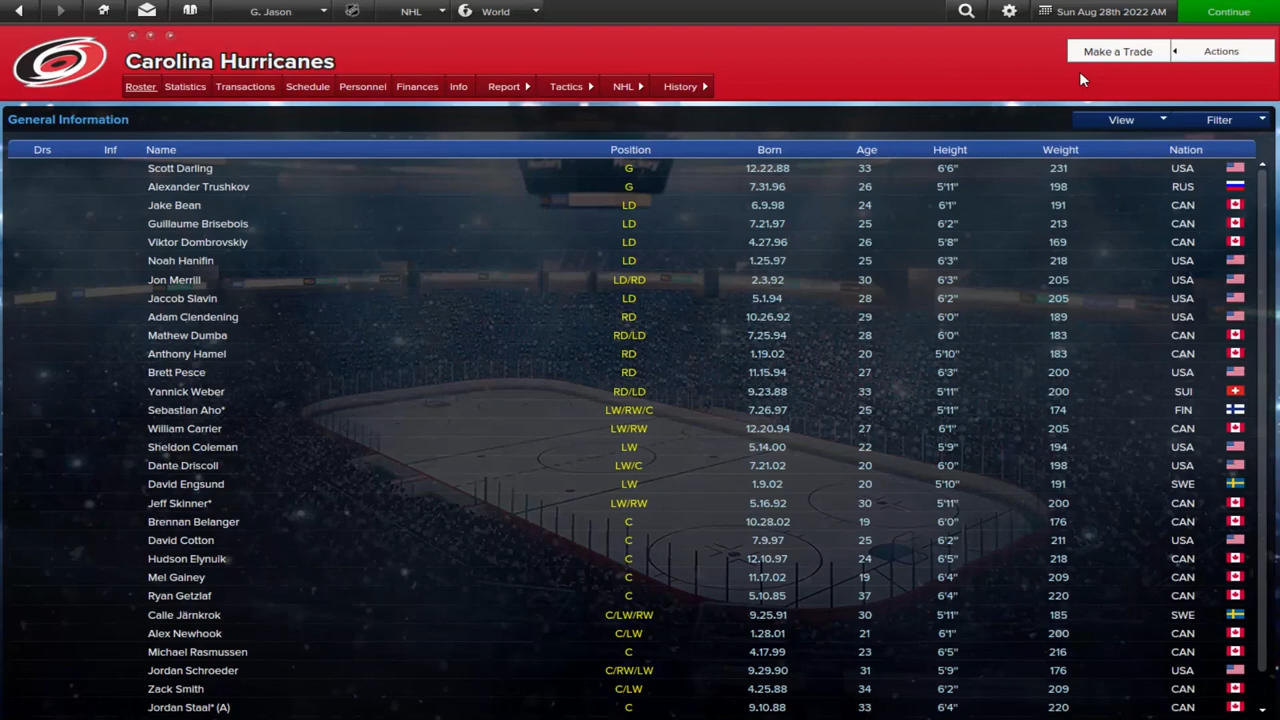 G. Jason NHL World Sun Aug 28th 2022 AM Continue
Carolina Hurricanes
Make a Trade Actions
Roster Statistics Transactions Schedule Personnel Finances Info Report Tactics NHL History
General Information View Filter
Drs Inf Name Position Born Age Height Weight Nation
Scott Darling G 12.22.88 33 6'6" 231 USA
Alexander Trushkov G 7.31.96 26 5'11" 198 RUS
Jake Bean LD 6.9.98 24 6'1" 191 CAN
Guillaume Brisebois LD 7.21.97 25 6'2" 213 CAN
Viktor Dombrovskiy LD 4.27.96 26 5'8" 169 CAN
Noah Hanifin LD 1.25.97 25 6'3" 218 USA
Jon Merrill LD/RD 2.3.92 30 6'3" 205 USA
Jaccob Slavin LD 5.1.94 28 6'2" 205 USA
Adam Clendening RD 10.26.92 29 6'0" 189 USA
Mathew Dumba RD/LD 7.25.94 28 6'0" 183 CAN
Anthony Hamel RD 1.19.02 20 5'10" 183 CAN
Brett Pesce RD 11.15.94 27 6'3" 200 USA
Yannick Weber RD/LD 9.23.88 33 5'11" 200 SUI
Sebastian Aho* LW/RW/C 7.26.97 25 5'11" 174 FIN
William Carrier LW/RW 12.20.94 27 6'1" 205 CAN
Sheldon Coleman LW 5.14.00 22 5'9" 194 USA
Dante Driscoll LW/C 7.21.02 20 6'0" 198 USA
David Engsund LW 1.9.02 20 5'10" 191 SWE
Jeff Skinner* LW/RW 5.16.92 30 5'11" 200 CAN
Brennan Belanger C 10.28.02 19 6'0" 176 CAN
David Cotton C 7.9.97 25 6'2" 211 USA
Hudson Elynuik C 12.10.97 24 6'5" 218 CAN
Mel Gainey C 11.17.02 19 6'4" 209 CAN
Ryan Getzlaf C 5.10.85 37 6'4" 220 CAN
Calle Järnkrok C/LW/RW 9.25.91 30 5'11" 185 SWE
Alex Newhook C/LW 1.28.01 21 6'1" 200 CAN
Michael Rasmussen C 4.17.99 23 6'5" 216 CAN
Jordan Schroeder C/RW/LW 9.29.90 31 5'9" 176 USA
Zack Smith C/LW 4.25.88 34 6'2" 209 CAN
Jordan Staal* (A) C 9.10.88 33 6'4" 220 CAN